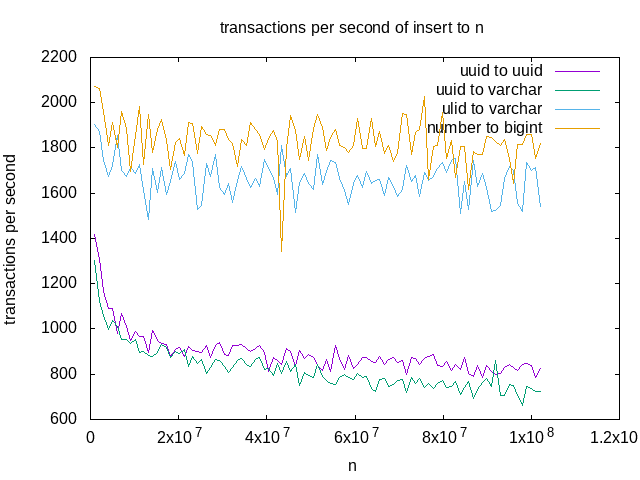 transactions per second of insert to n
2200
2000
1800
1600
1400
1200
1000
800
600
transactions per second
uuid to uuid
uuid to varchar
ulid to varchar
number to bigint
0 2x10^7 4x10^7 6x10^7 8x10^7 1x10^8 1.2x10
n